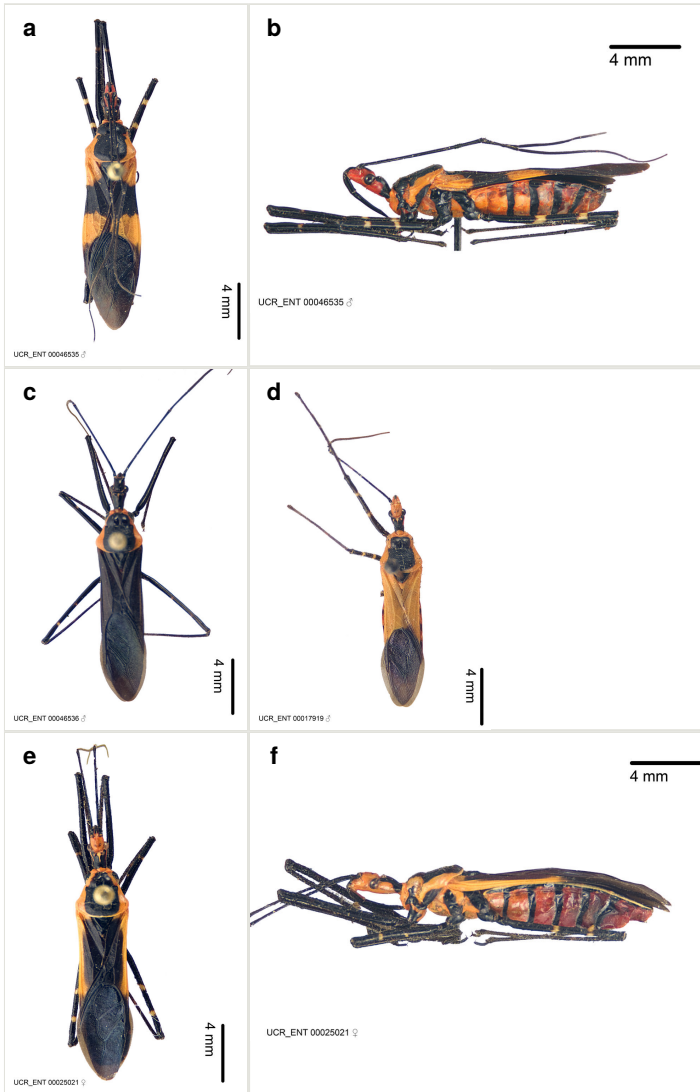 a
4 mm
UCR_ENT 00046535 ♂
b
4 mm
UCR_ENT 00046535 ♂
c
4 mm
UCR_ENT 00046536 ♂
d
4 mm
UCR_ENT 00017919 ♂
e
4 mm
UCR_ENT 00025021 ♀
f
4 mm
UCR_ENT 00025021 ♀